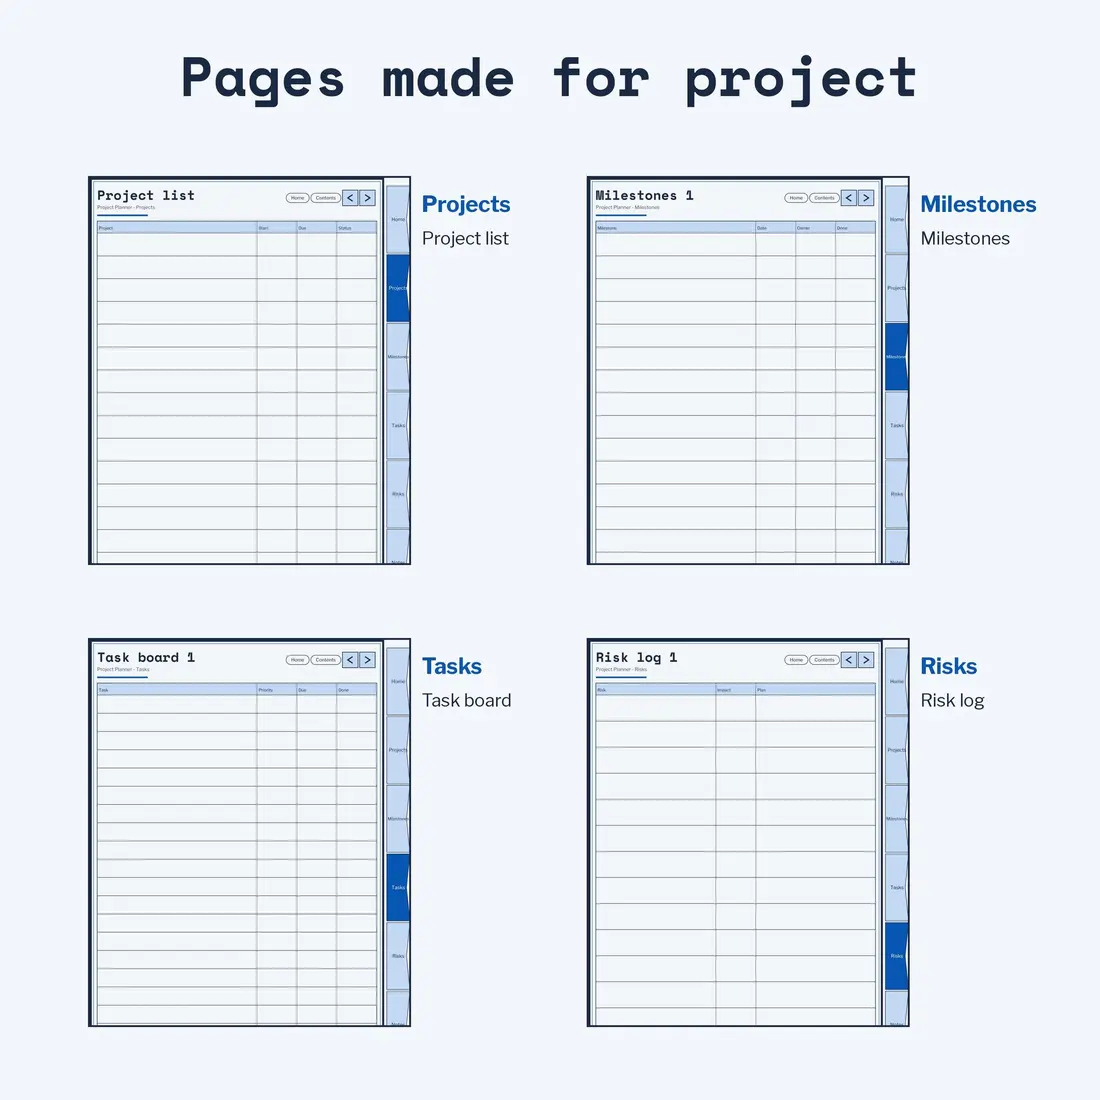 Pages made for project
Project list
Project Planner - Projects
Home
Contents
<
>
Project
Start
Due
Status
Home
Projects
Milestones
Tasks
Risks
Notes
Projects
Project list
Milestones 1
Project Planner - Milestones
Home
Contents
<
>
Milestone
Date
Owner
Done
Home
Projects
Milestones
Tasks
Risks
Notes
Milestones
Milestones
Task board 1
Project Planner - Tasks
Home
Contents
<
>
Task
Priority
Due
Done
Home
Projects
Milestones
Tasks
Risks
Notes
Tasks
Task board
Risk log 1
Project Planner - Risks
Home
Contents
<
>
Risk
Impact
Plan
Home
Projects
Milestones
Tasks
Risks
Notes
Risks
Risk log